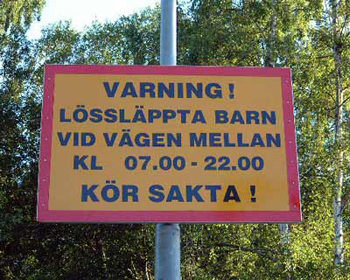 VARNING !
LÖSSLÄPPTA BARN
VID VÄGEN MELLAN
KL 07.00 - 22.00
KÖR SAKTA !